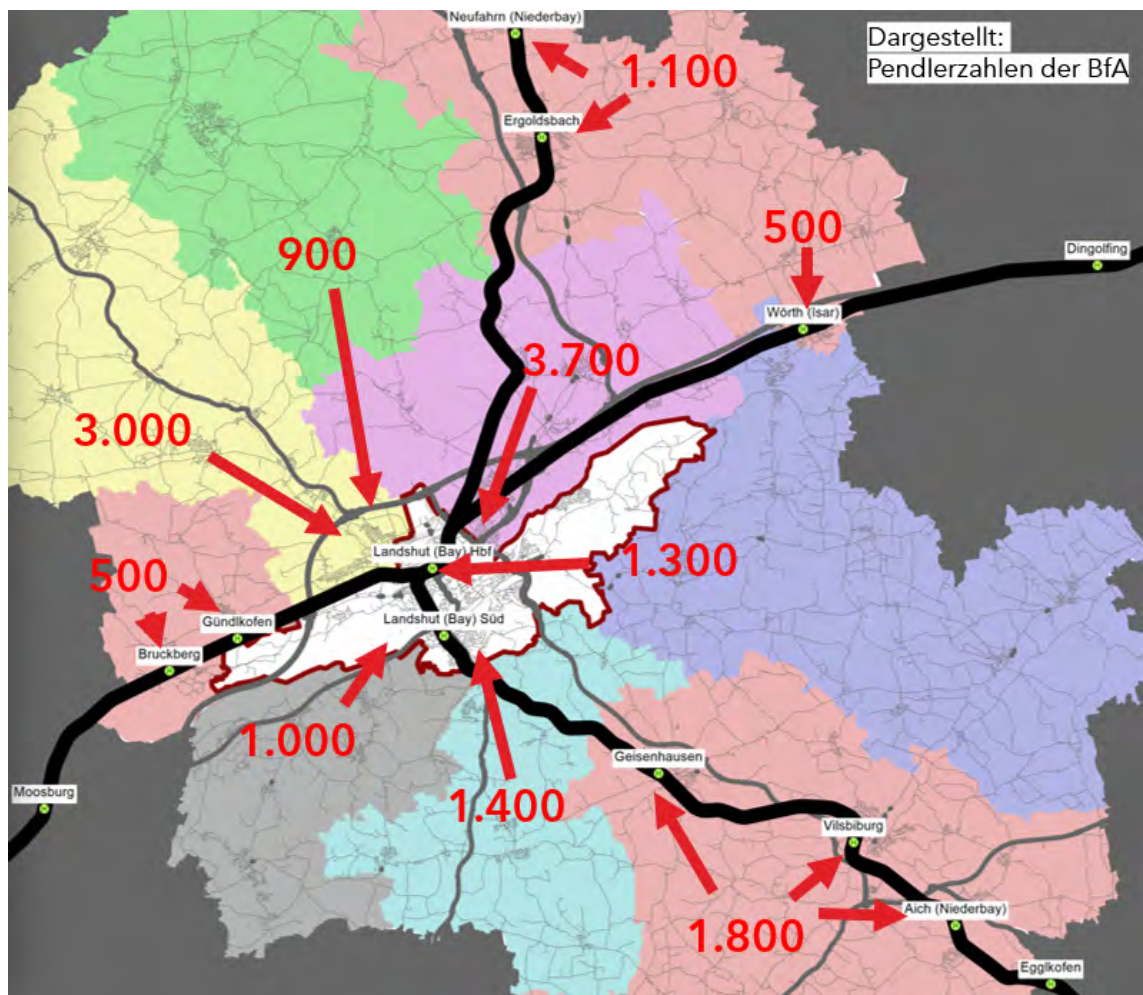 Neufahrn (Niederbay)
Dargestellt:
Pendlerzahlen der BfA
1.100
Ergoldsbach
500
900
Dingolfing
Wörth (Isar)
3.700
3.000
Landshut (Bay) Hbf
1.300
500
Gündlkofen
Landshut (Bay) Süd
Bruckberg
1.000
Geisenhausen
Moosburg
1.400
Vilsbiburg
Aich (Niederbay)
1.800
Egglkofen